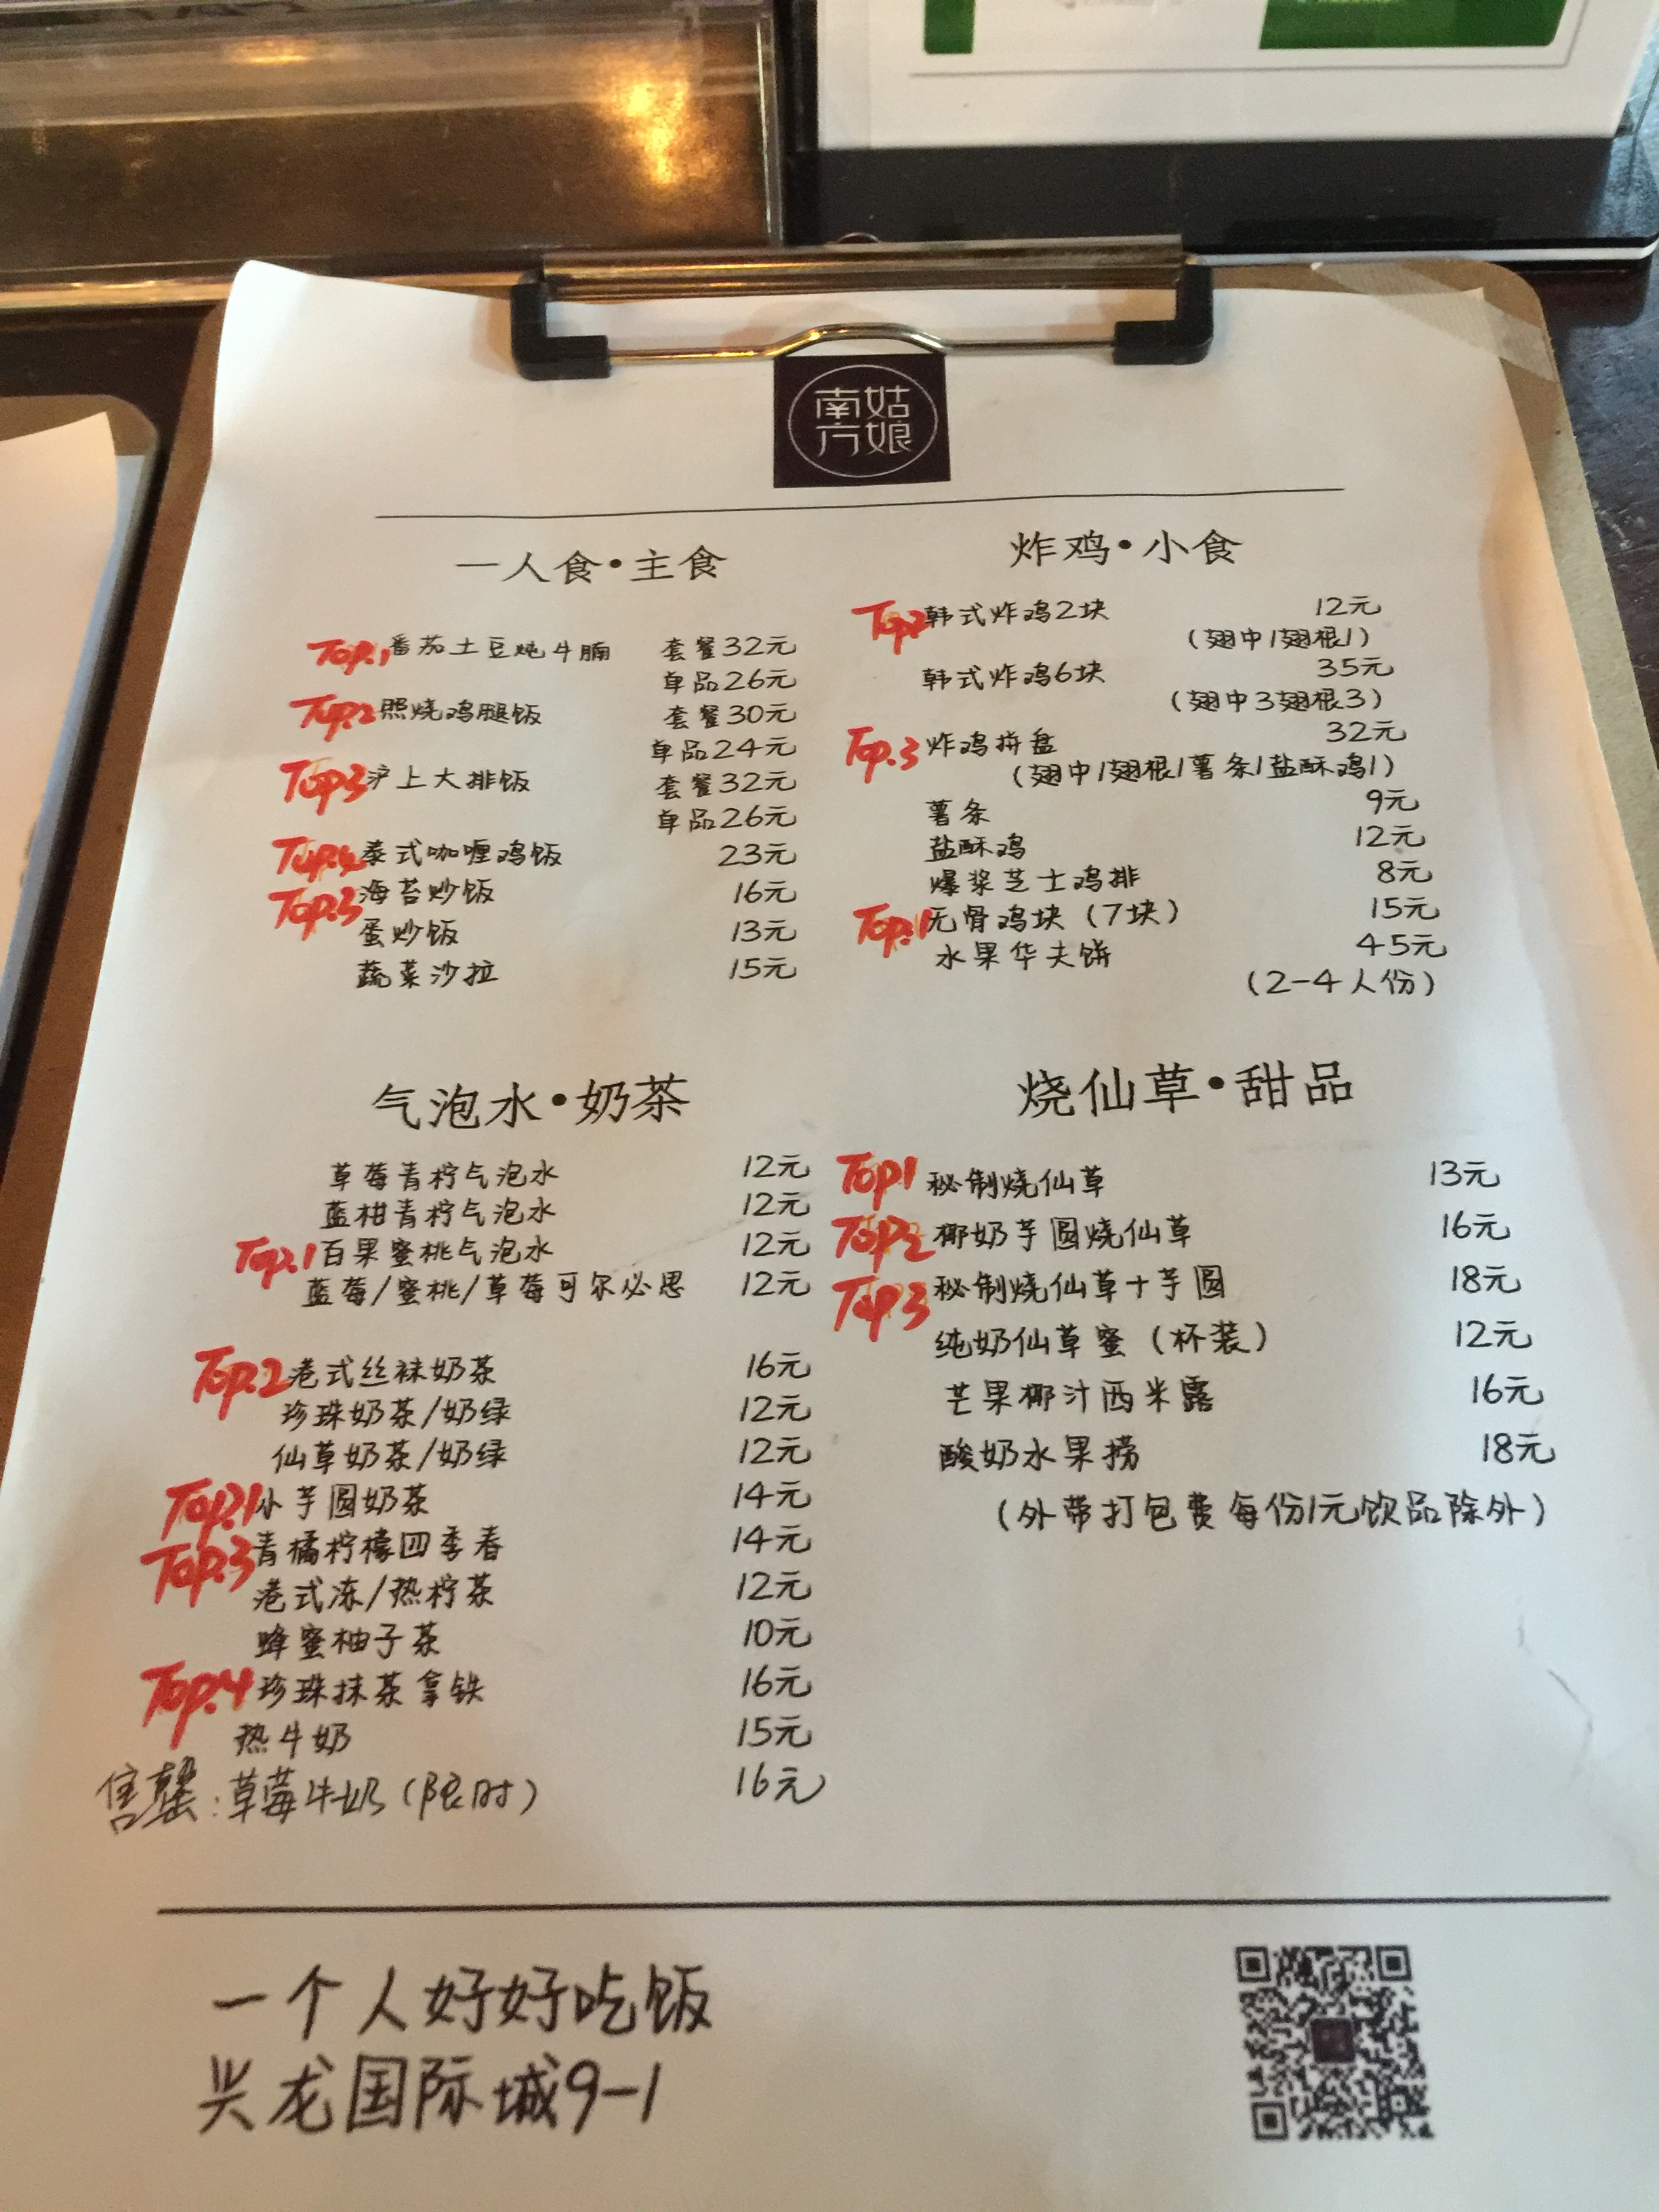 南姑
方娘
一人食·主食
Top.1 番茄土豆炖牛腩 套餐32元
单品26元
Top.2 照烧鸡腿饭 套餐30元
单品24元
Top3 沪上大排饭 套餐32元
单品26元
Top.4 泰式咖喱鸡饭 23元
Top.3 海苔炒饭 16元
蛋炒饭 13元
蔬菜沙拉 15元
炸鸡·小食
Top2 韩式炸鸡2块 12元
(翅中1翅根1)
韩式炸鸡6块 35元
(翅中3翅根3)
Top.3 炸鸡拼盘 32元
(翅中1翅根1薯条1盐酥鸡1)
薯条 9元
盐酥鸡 12元
爆浆芝士鸡排 8元
Top.1 无骨鸡块(7块) 15元
水果华夫饼 45元
(2-4人份)
气泡水·奶茶
草莓青柠气泡水 12元
蓝柑青柠气泡水 12元
Top.1 百果蜜桃气泡水 12元
蓝莓/蜜桃/草莓可尔必思 12元
Top.2 港式丝袜奶茶 16元
珍珠奶茶/奶绿 12元
仙草奶茶/奶绿 12元
Top.1 小芋圆奶茶 14元
Top.3 青橘柠檬四季春 14元
港式冻/热柠茶 12元
蜂蜜柚子茶 10元
Top.4 珍珠抹茶拿铁 16元
热牛奶 15元
售罄:草莓牛奶(限时) 16元
烧仙草·甜品
Top1 秘制烧仙草 13元
Top2 椰奶芋圆烧仙草 16元
Top3 秘制烧仙草+芋圆 18元
纯奶仙草蜜(杯装) 12元
芒果椰汁西米露 16元
酸奶水果捞 18元
(外带打包费每份1元饮品除外)
一个人好好吃饭
兴龙国际城9-1